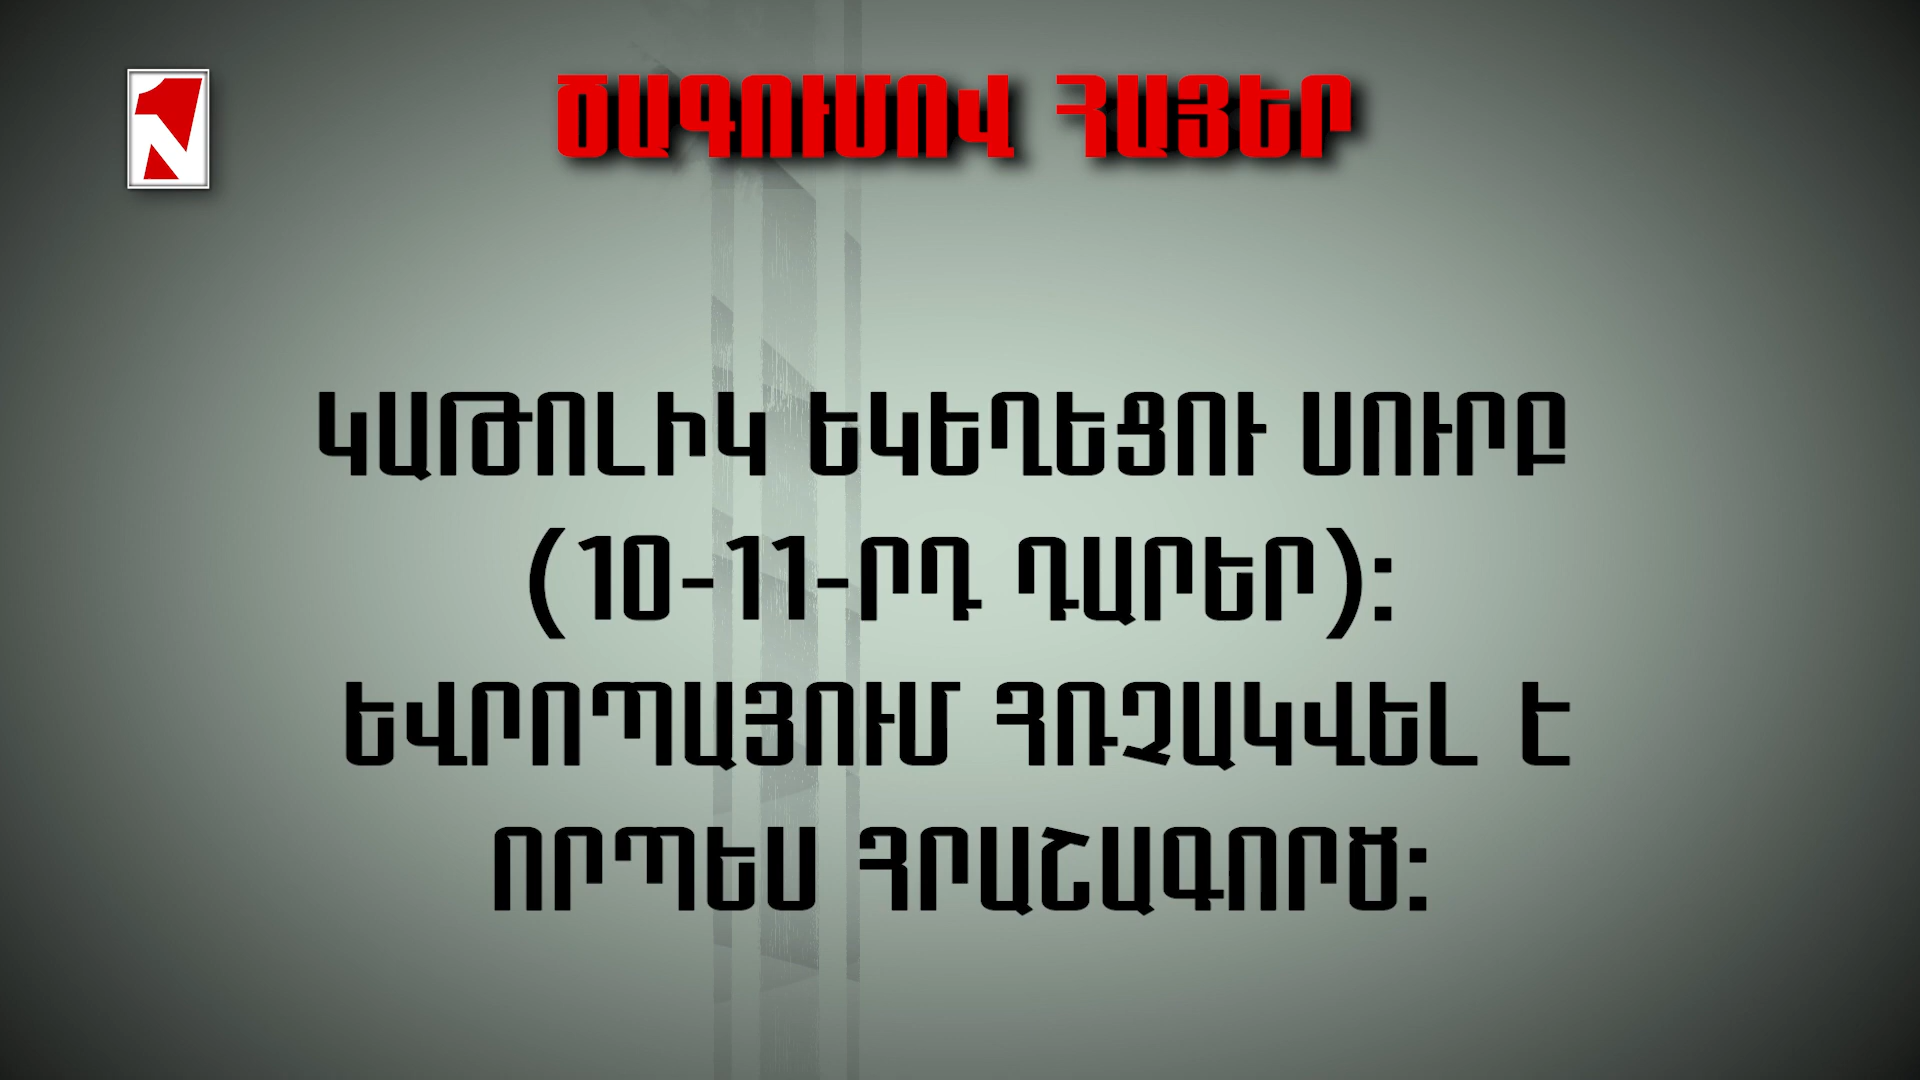 ԾԱԳՈՒՄՈՎ ՀԱՅԵՐ
ԿԱԹՈԼԻԿ ԵԿԵՂԵՑՈՒ ՍՈՒՐԲ
(10-11-ՐԴ ԴԱՐԵՐ):
ԵՎՐՈՊԱՅՈՒՄ ՀՌՉԱԿՎԵԼ Է
ՈՐՊԵՍ ՀՐԱՇԱԳՈՐԾ: